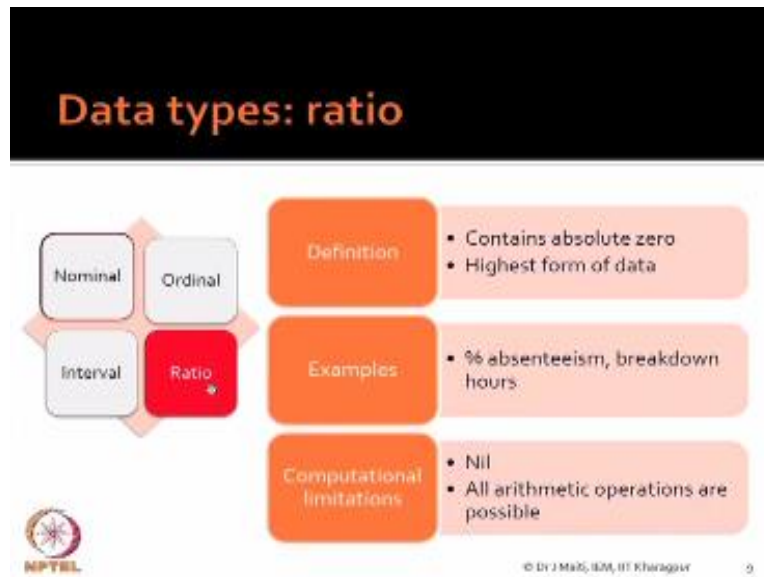 Data types: ratio
Nominal
Ordinal
Interval
Ratio
Definition
• Contains absolute zero
• Highest form of data
Examples
• % absenteeism, breakdown
hours
Computational
limitations
• Nil
• All arithmetic operations are
possible
NPTEL
© Dr J Maiti, IEM, IIT Kharagpur
9